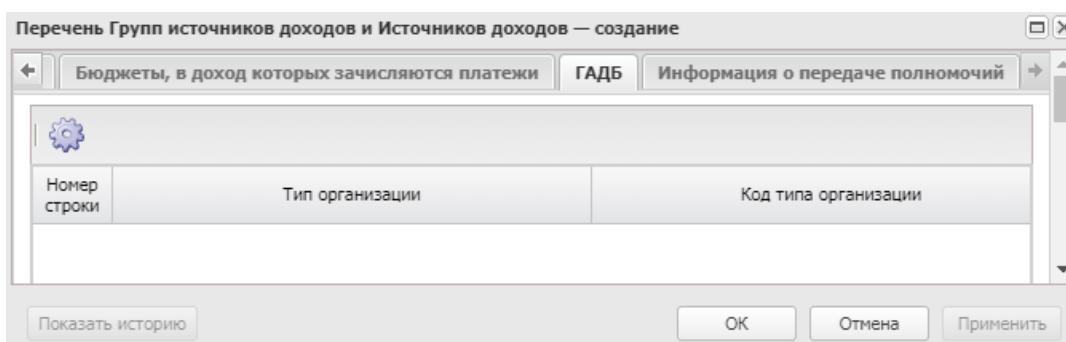 Перечень Групп источников доходов и Источников доходов — создание
Бюджеты, в доход которых зачисляются платежи ГАДБ Информация о передаче полномочий
Номер строки Тип организации Код типа организации
Показать историю ОК Отмена Применить